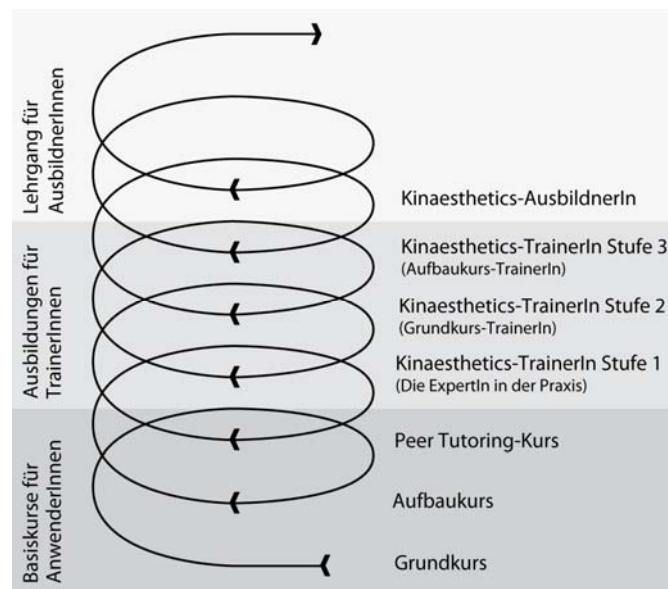 Lehrgang für
AusbildnerInnen
Kinaesthetics-AusbildnerIn
Ausbildungen für
TrainerInnen
Kinaesthetics-TrainerIn Stufe 3
(Aufbaukurs-TrainerIn)
Kinaesthetics-TrainerIn Stufe 2
(Grundkurs-TrainerIn)
Kinaesthetics-TrainerIn Stufe 1
(Die ExpertIn in der Praxis)
Basiskurse für
AnwenderInnen
Peer Tutoring-Kurs
Aufbaukurs
Grundkurs